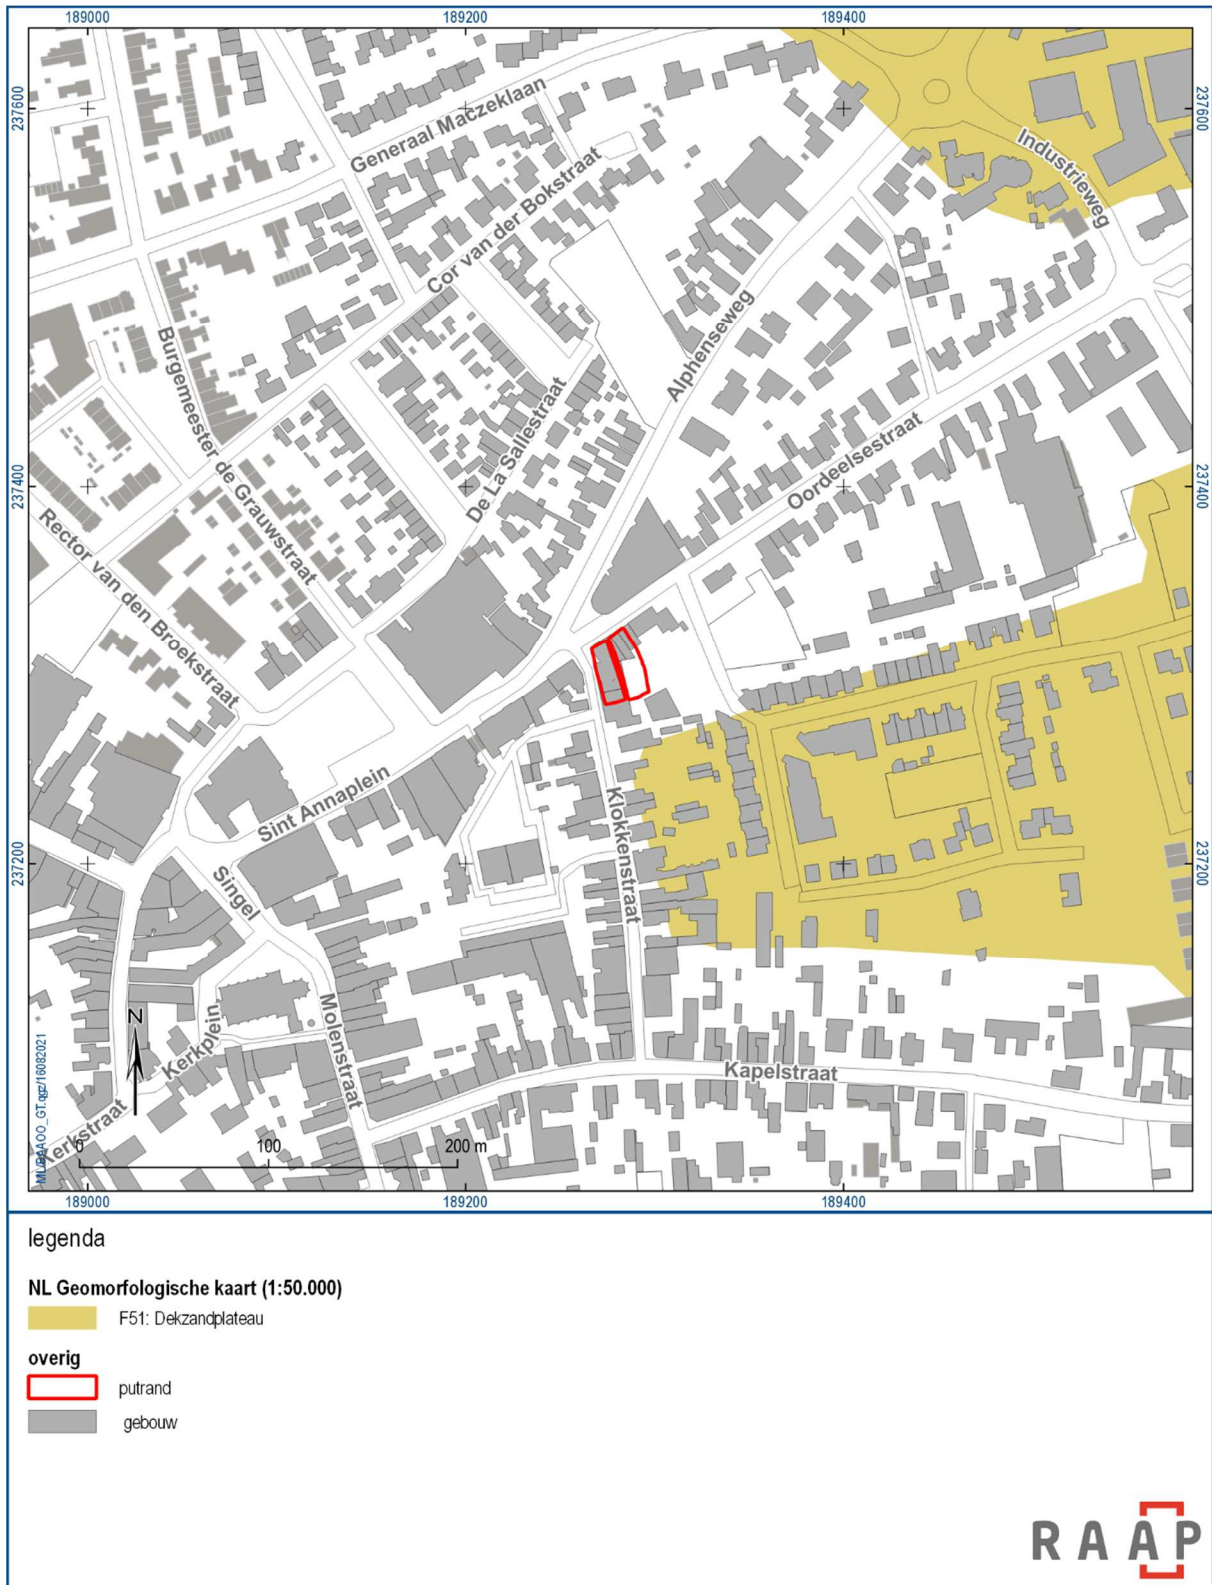 189000
189200
189400
237600
237600
Generaal Maczeklaan
Industrieweg
Cor van der Bokstraat
Alphenseweg
Burgemeester de Grauwstraat
De La Sallestraat
Oordeelsestraat
237400
237400
Rector van den Broekstraat
Sint Annaplein
Klokkenstraat
237200
237200
Singel
Molenstraat
Kerkplein
N
Kapelstraat
Kerkstraat
0 100 200 m
189000
189200
189400
legenda
NL Geomorfologische kaart (1:50.000)
F51: Dekzandplateau
overig
putrand
gebouw
RAAP